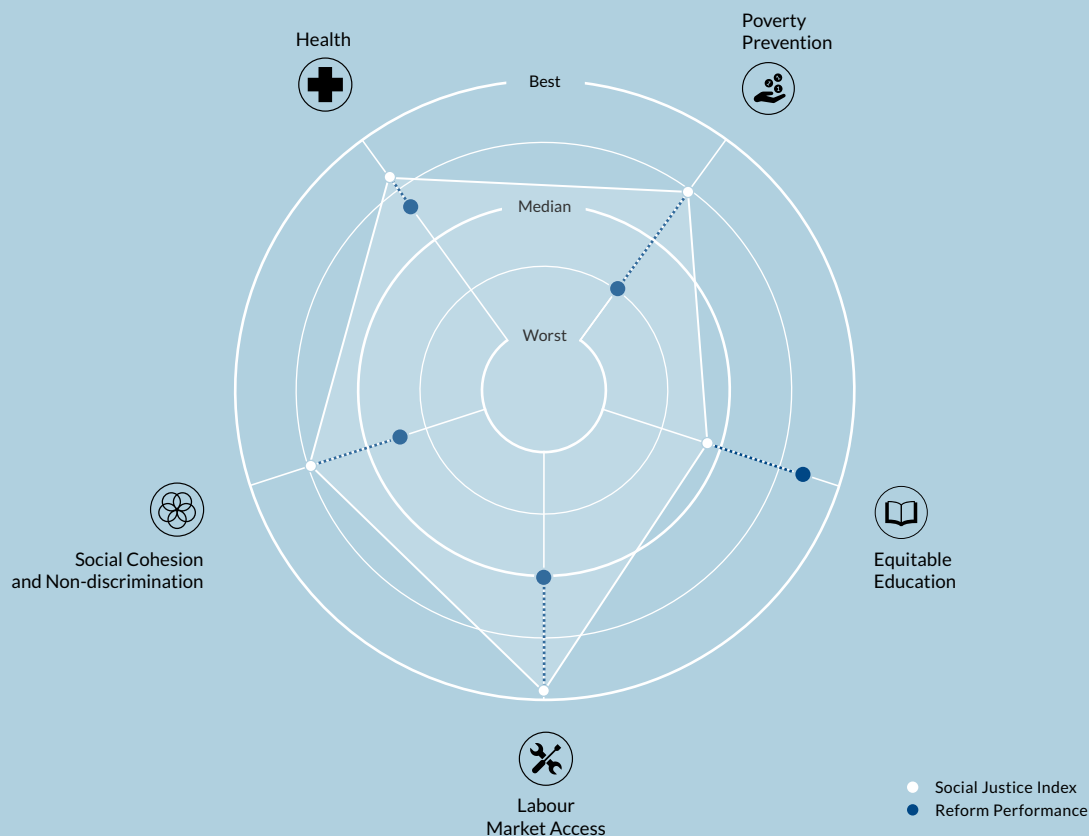 Health
Poverty
Prevention
Best
Median
Worst
Social Cohesion
and Non-discrimination
Equitable
Education
Labour
Market Access
Social Justice Index
Reform Performance